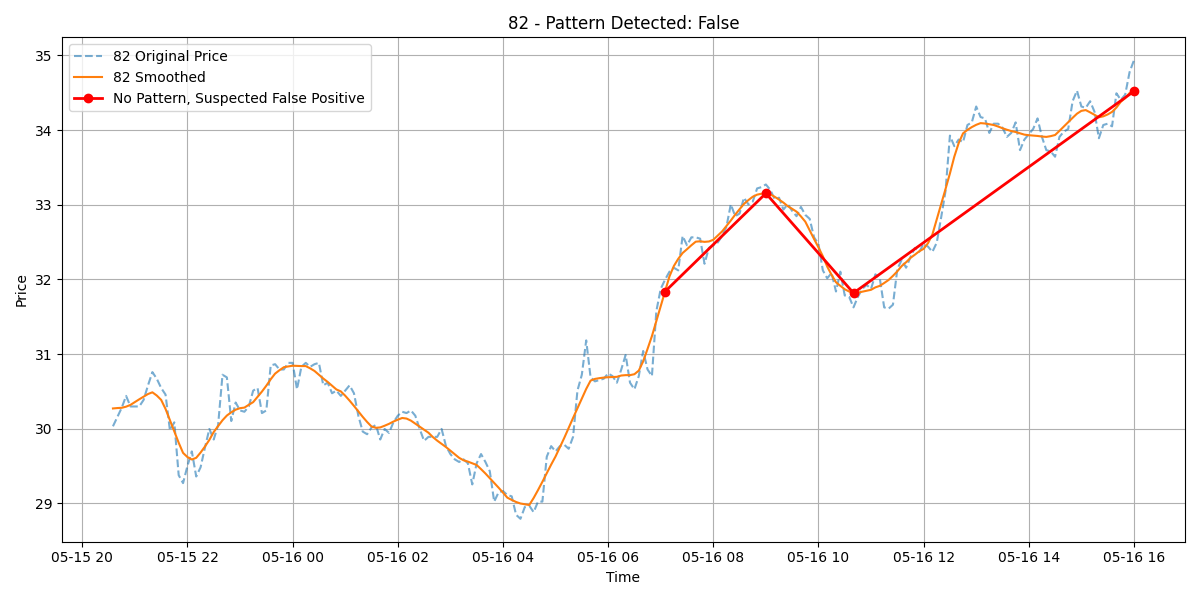 82 - Pattern Detected: False
82 Original Price
82 Smoothed
No Pattern, Suspected False Positive
Price
35
34
33
32
31
30
29
05-15 20 05-15 22 05-16 00 05-16 02 05-16 04 05-16 06 05-16 08 05-16 10 05-16 12 05-16 14 05-16 16
Time